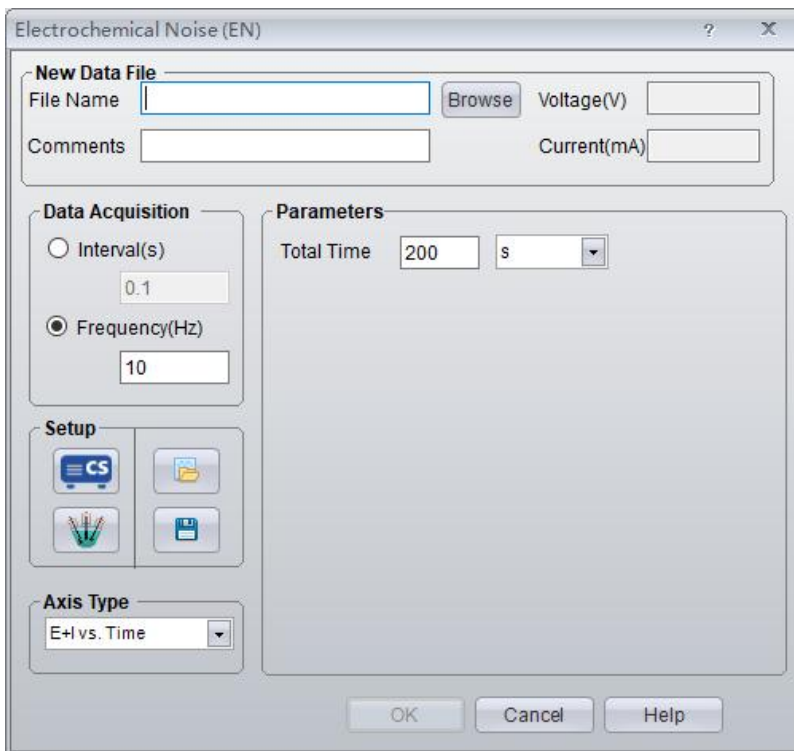 Electrochemical Noise (EN) ? X
New Data File
File Name Browse Voltage(V)
Comments Current(mA)
Data Acquisition
Interval(s)
0.1
Frequency(Hz)
10
Setup
CS
Axis Type
E+I vs. Time
Parameters
Total Time 200 s
OK Cancel Help